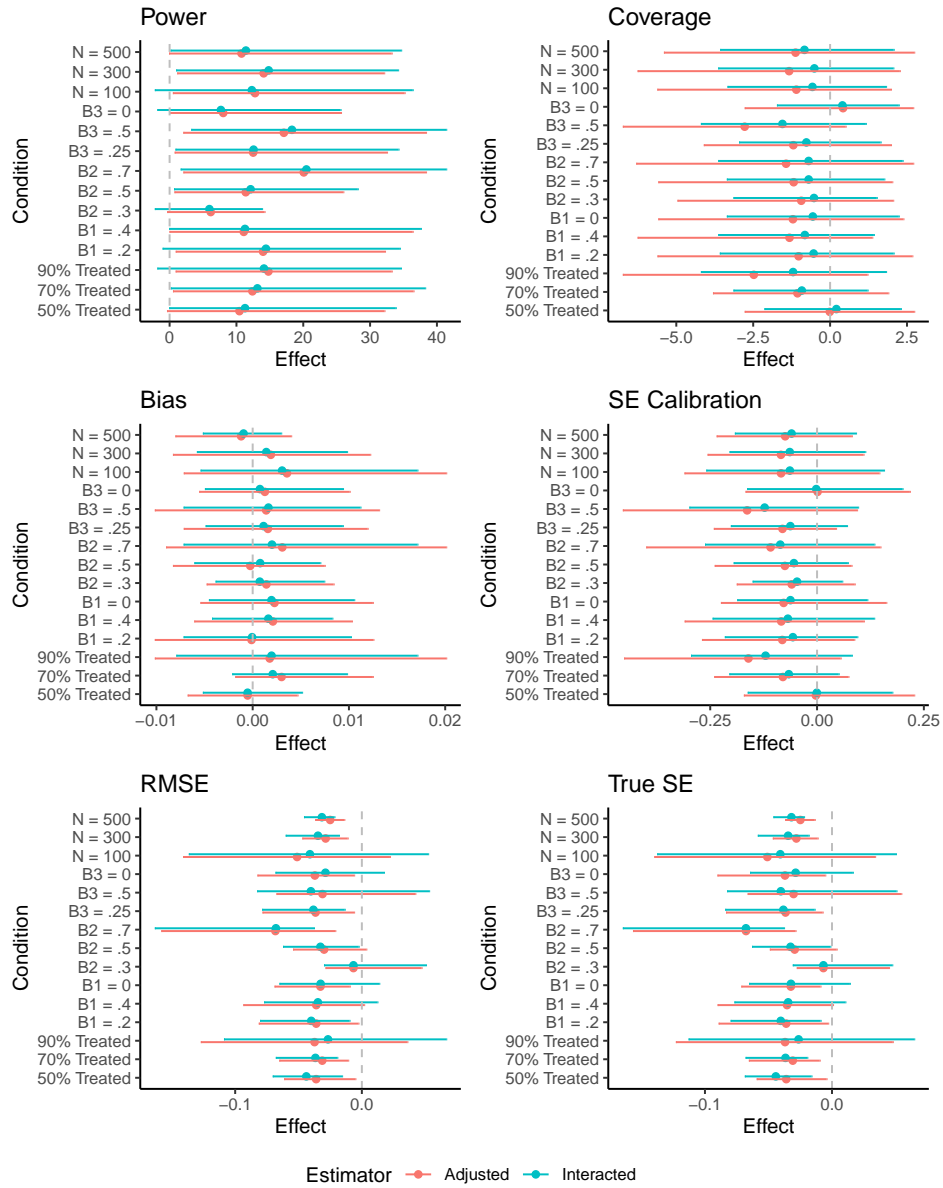 Power
Condition
N = 500
N = 300
N = 100
B3 = 0
B3 = .5
B3 = .25
B2 = .7
B2 = .5
B2 = .3
B1 = 0
B1 = .4
B1 = .2
90% Treated
70% Treated
50% Treated
0 10 20 30 40
Effect
Coverage
Condition
N = 500
N = 300
N = 100
B3 = 0
B3 = .5
B3 = .25
B2 = .7
B2 = .5
B2 = .3
B1 = 0
B1 = .4
B1 = .2
90% Treated
70% Treated
50% Treated
−5.0 −2.5 0.0 2.5
Effect
Bias
Condition
N = 500
N = 300
N = 100
B3 = 0
B3 = .5
B3 = .25
B2 = .7
B2 = .5
B2 = .3
B1 = 0
B1 = .4
B1 = .2
90% Treated
70% Treated
50% Treated
−0.01 0.00 0.01 0.02
Effect
SE Calibration
Condition
N = 500
N = 300
N = 100
B3 = 0
B3 = .5
B3 = .25
B2 = .7
B2 = .5
B2 = .3
B1 = 0
B1 = .4
B1 = .2
90% Treated
70% Treated
50% Treated
−0.25 0.00 0.25
Effect
RMSE
Condition
N = 500
N = 300
N = 100
B3 = 0
B3 = .5
B3 = .25
B2 = .7
B2 = .5
B2 = .3
B1 = 0
B1 = .4
B1 = .2
90% Treated
70% Treated
50% Treated
−0.1 0.0
Effect
True SE
Condition
N = 500
N = 300
N = 100
B3 = 0
B3 = .5
B3 = .25
B2 = .7
B2 = .5
B2 = .3
B1 = 0
B1 = .4
B1 = .2
90% Treated
70% Treated
50% Treated
−0.1 0.0
Effect
Estimator Adjusted Interacted